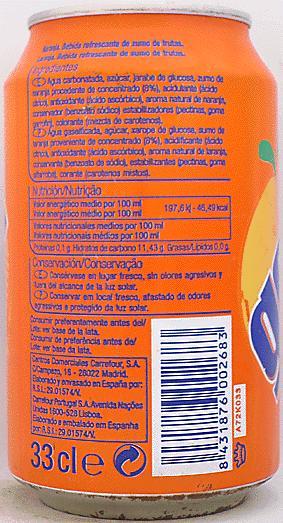 Naranja. Bebida refrescante de zumo de frutas.
Laranja. Bebida refrescante de sumo de frutas.
Ingredientes
E Agua carbonatada, azúcar, jarabe de glucosa, zumo de
naranja procedente de concentrado (8%), acidulante (ácido
cítrico), antioxidante (ácido ascórbico), aroma natural de naranja,
conservador (benzoato sódico) estabilizadores (pectinas, goma
garrofín), colorante (mezcla de carotenos).
P Água gaseificada, açúcar, xarope de glucose, sumo de
laranja proveniente de concentrado (8%), acidificante (ácido
cítrico), antioxidante (ácido ascórbico), aroma natural de laranja,
conservante (benzoato de sódio), estabilizantes (pectinas, goma
alfarroba), corante (carotenos mistos).
Nutrición/Nutrição
Valor energético medio por 100 ml
Valor energético médio por 100 ml
197,6 kj - 46,49 kcal
Valores nutricionales medios por 100 ml
Valores nutricionais médios por 100 ml
Proteínas 0,1 g Hidratos de carbono 11,43 g Grasas/Lípidos 0,0 g.
Conservación/Conservação
E Consérvese en lugar fresco, sin olores agresivos y
fuera del alcance de la luz solar.
P Conservar em local fresco, afastado de odores
agressivos e protegido da luz solar.
Consumir preferentemente antes del/
Lote: ver base de la lata.
Consumir de preferência antes de/
Lote: ver base da lata.
Centros Comerciales Carrefour, S.A.
C/Campezo, 16 - 28022 Madrid.
Elaborado y envasado en España por:
R.S.I.: 29.01574/V.
Carrefour Portugal S.A. Avenida Nações
Unidas 1600-528 Lisboa.
Elaborado e embalado em Espanha
por: R.S.I.: 29.01574/V.
33 cl e
8 431876 002683
A72K033